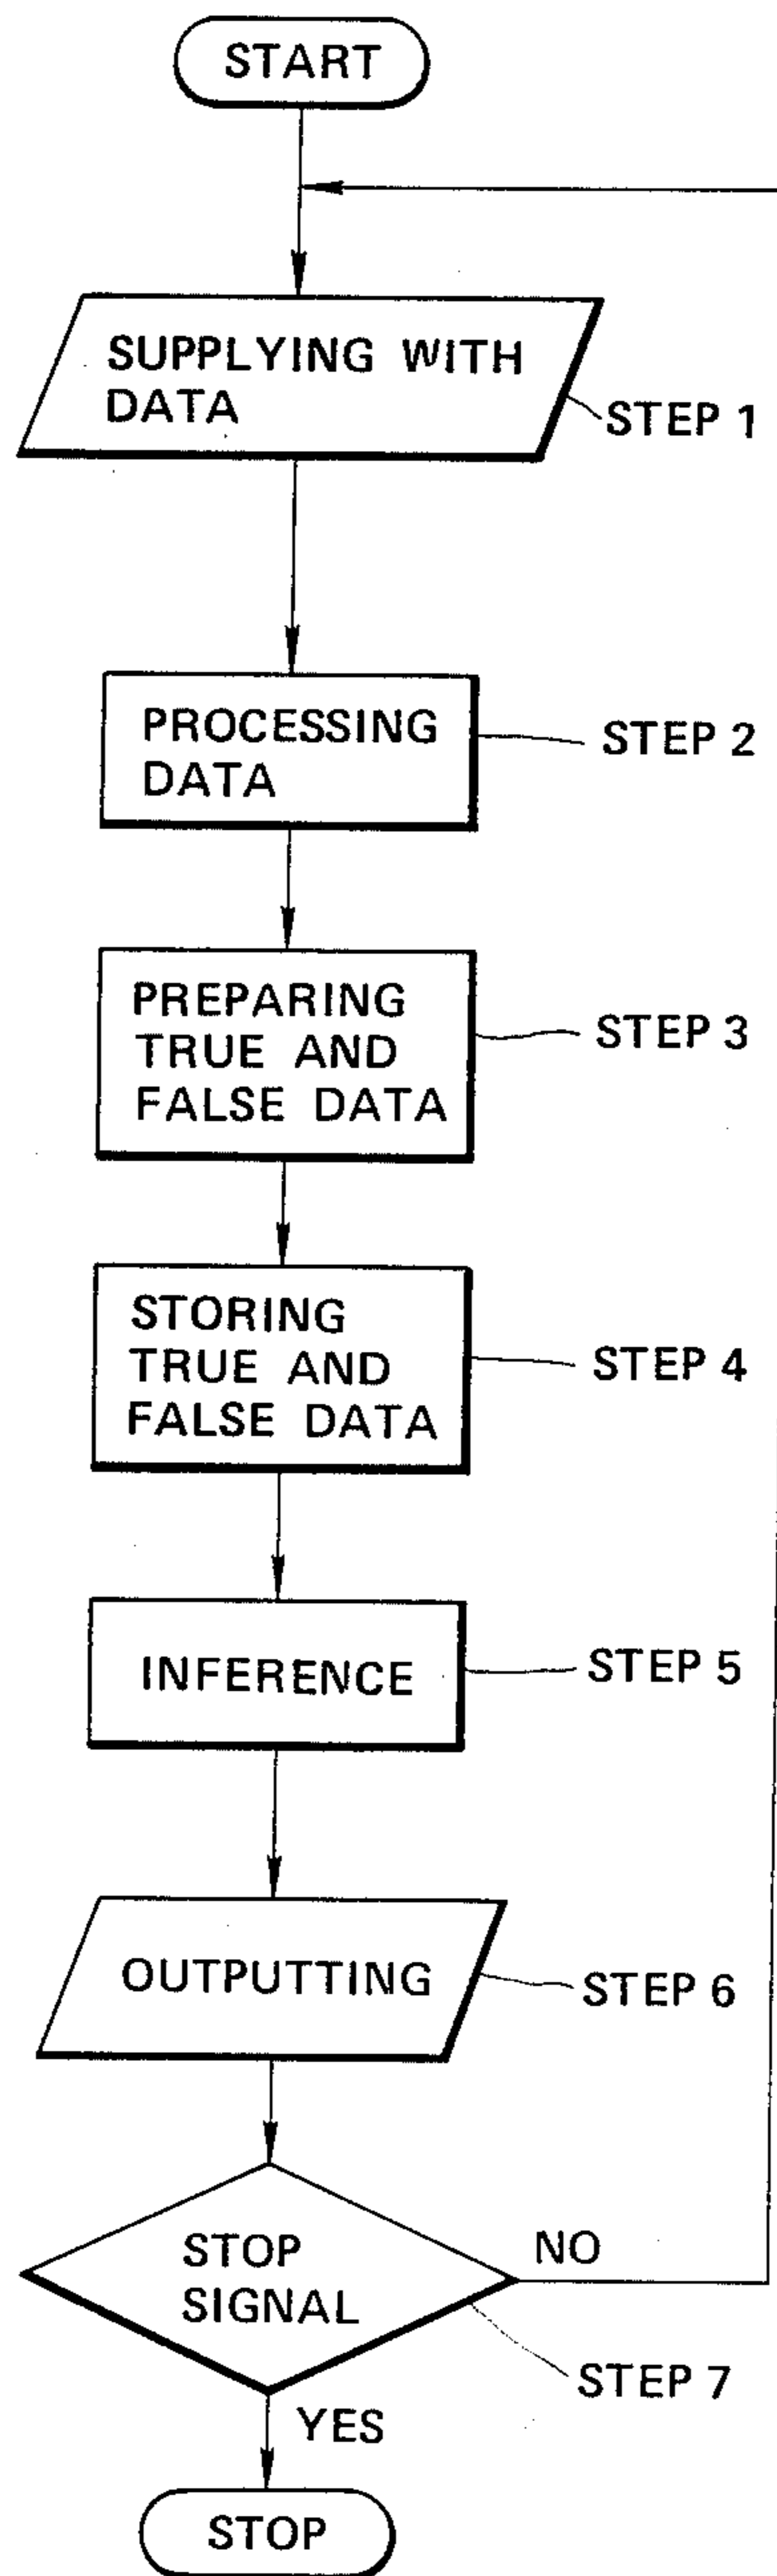 START
SUPPLYING WITH
DATA
STEP 1
PROCESSING
DATA
STEP 2
PREPARING
TRUE AND
FALSE DATA
STEP 3
STORING
TRUE AND
FALSE DATA
STEP 4
INFERENCE
STEP 5
OUTPUTTING
STEP 6
STOP
SIGNAL
NO
STEP 7
YES
STOP